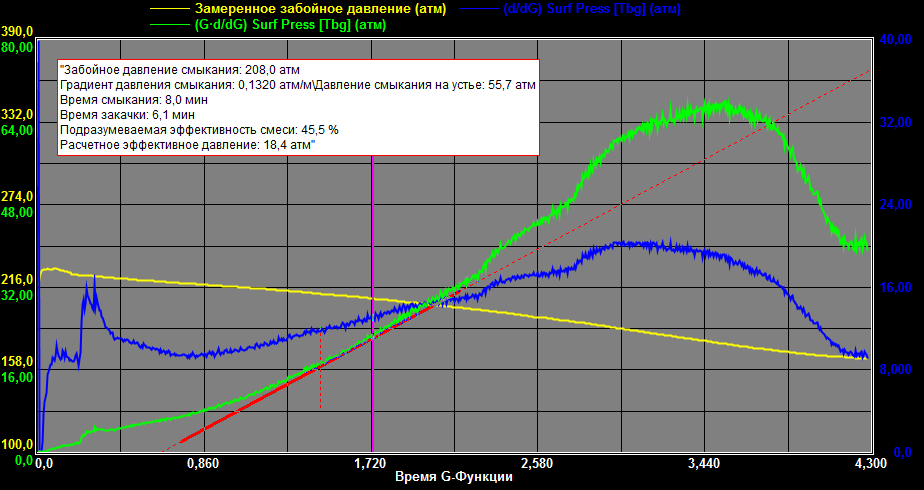 Замеренное забойное давление (атм)
(d/dG) Surf Press [Tbg] (атм)
(G·d/dG) Surf Press [Tbg] (атм)
390,0
80,00
40,00
"Забойное давление смыкания: 208,0 атм
Градиент давления смыкания: 0,1320 атм/м\Давление смыкания на устье: 55,7 атм
Время смыкания: 8,0 мин
Время закачки: 6,1 мин
Подразумеваемая эффективность смеси: 45,5 %
Расчетное эффективное давление: 18,4 атм"
332,0
64,00
32,00
274,0
48,00
24,00
216,0
32,00
16,00
158,0
16,00
8,000
100,0
0,0
0,0
0,0
0,860
1,720
2,580
3,440
4,300
Время G-Функции